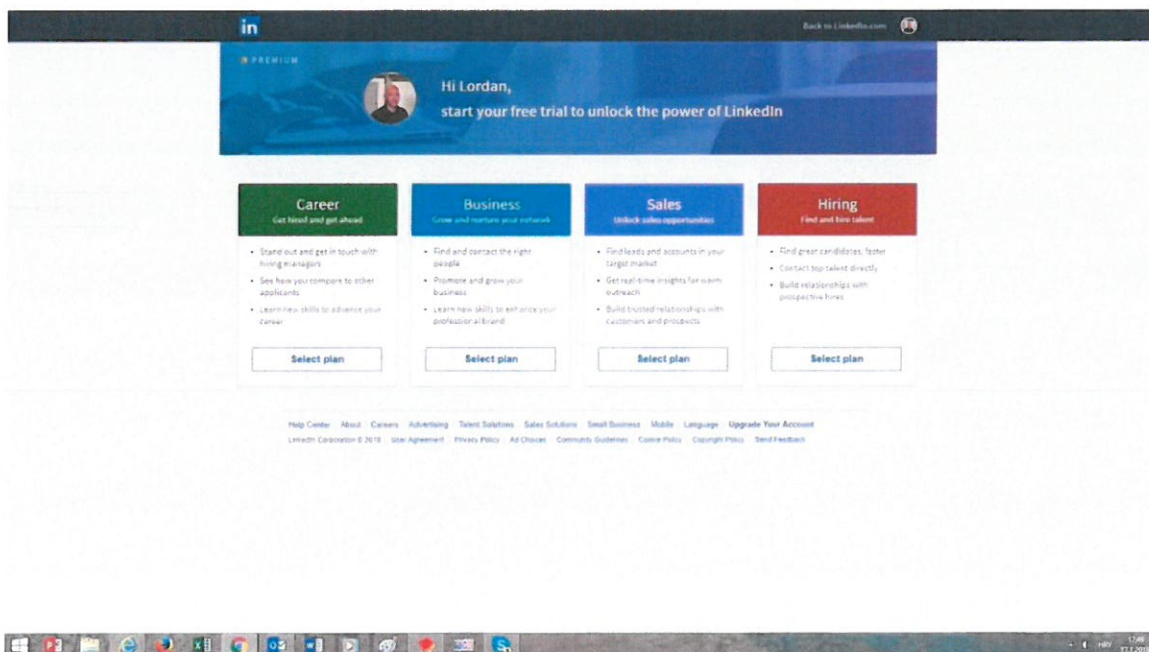 in
Back to LinkedIn.com
PREMIUM
Hi Lordan,
start your free trial to unlock the power of LinkedIn
Career
Get hired and get ahead
Stand out and get in touch with
hiring managers
See how you compare to other
applicants
Learn new skills to advance your
career
Select plan
Business
Grow and nurture your network
Find and contact the right
people
Promote and grow your
business
Learn new skills to enhance your
professional brand
Select plan
Sales
Unlock sales opportunities
Find leads and accounts in your
target market
Get real-time insights for warm
outreach
Build trusted relationships with
customers and prospects
Select plan
Hiring
Find and hire talent
Find great candidates, faster
Contact top talent directly
Build relationships with
prospective hires
Select plan
Help Center About Careers Advertising Talent Solutions Sales Solutions Small Business Mobile Language Upgrade Your Account
LinkedIn Corporation © 2018 User Agreement Privacy Policy Ad Choices Community Guidelines Cookie Policy Copyright Policy Send Feedback
HRV